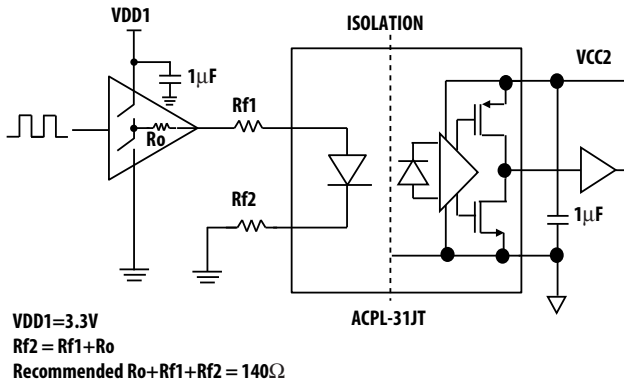 VDD1
ISOLATION
1μF
VCC2
Rf1
Ro
Rf2
1μF
ACPL-31JT
VDD1=3.3V
Rf2 = Rf1+Ro
Recommended Ro+Rf1+Rf2 = 140Ω